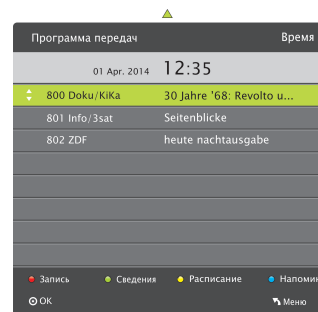 Программа передач Время
01 Apr. 2014 12:35
800 Doku/KiKa 30 Jahre '68: Revolto u...
801 Info/3sat Seitenblicke
802 ZDF heute nachtausgabe
Запись Сведения Расписание Напомин
OK Меню